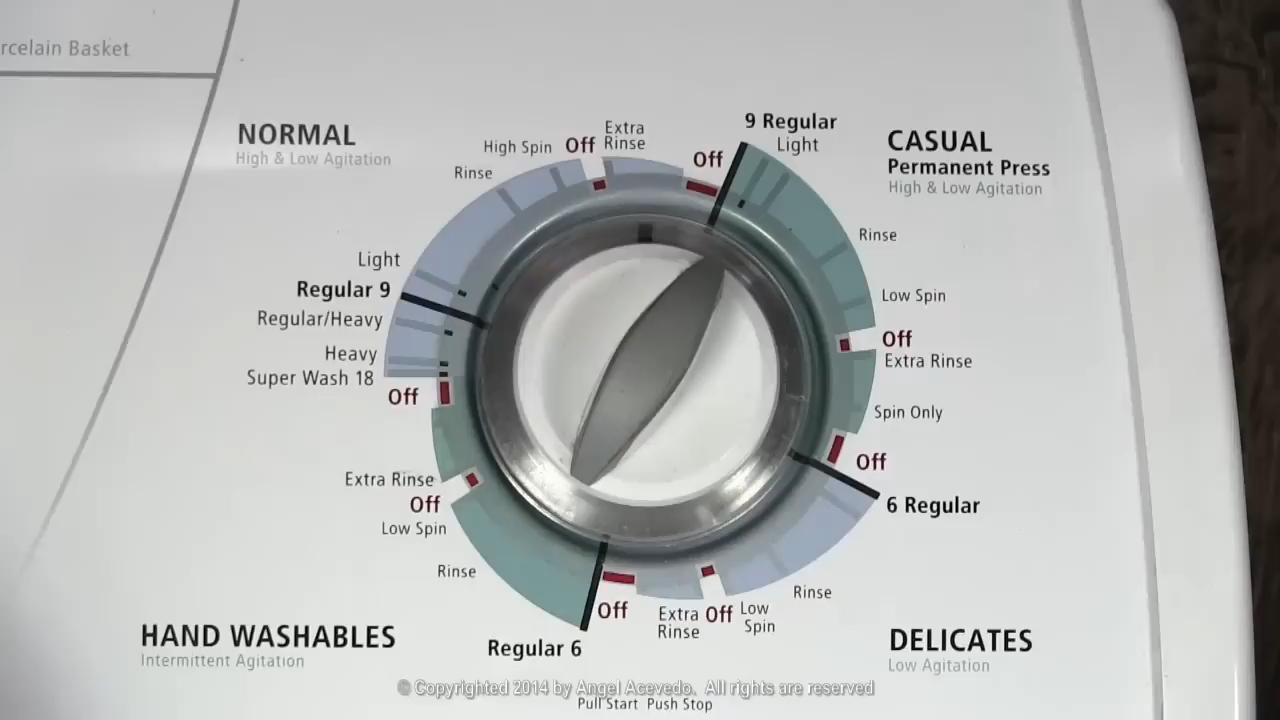 rcelain Basket
NORMAL
High & Low Agitation
Rinse
High Spin
Off
Extra
Rinse
Off
9 Regular
Light
CASUAL
Permanent Press
High & Low Agitation
Rinse
Low Spin
Off
Extra Rinse
Spin Only
Off
6 Regular
Light
Regular 9
Regular/Heavy
Heavy
Super Wash 18
Off
Extra Rinse
Off
Low Spin
Rinse
Regular 6
Off
Extra
Rinse
Off
Low
Spin
Rinse
HAND WASHABLES
Intermittent Agitation
DELICATES
Low Agitation
© Copyrighted 2014 by Angel Acevedo. All rights are reserved
Pull Start Push Stop